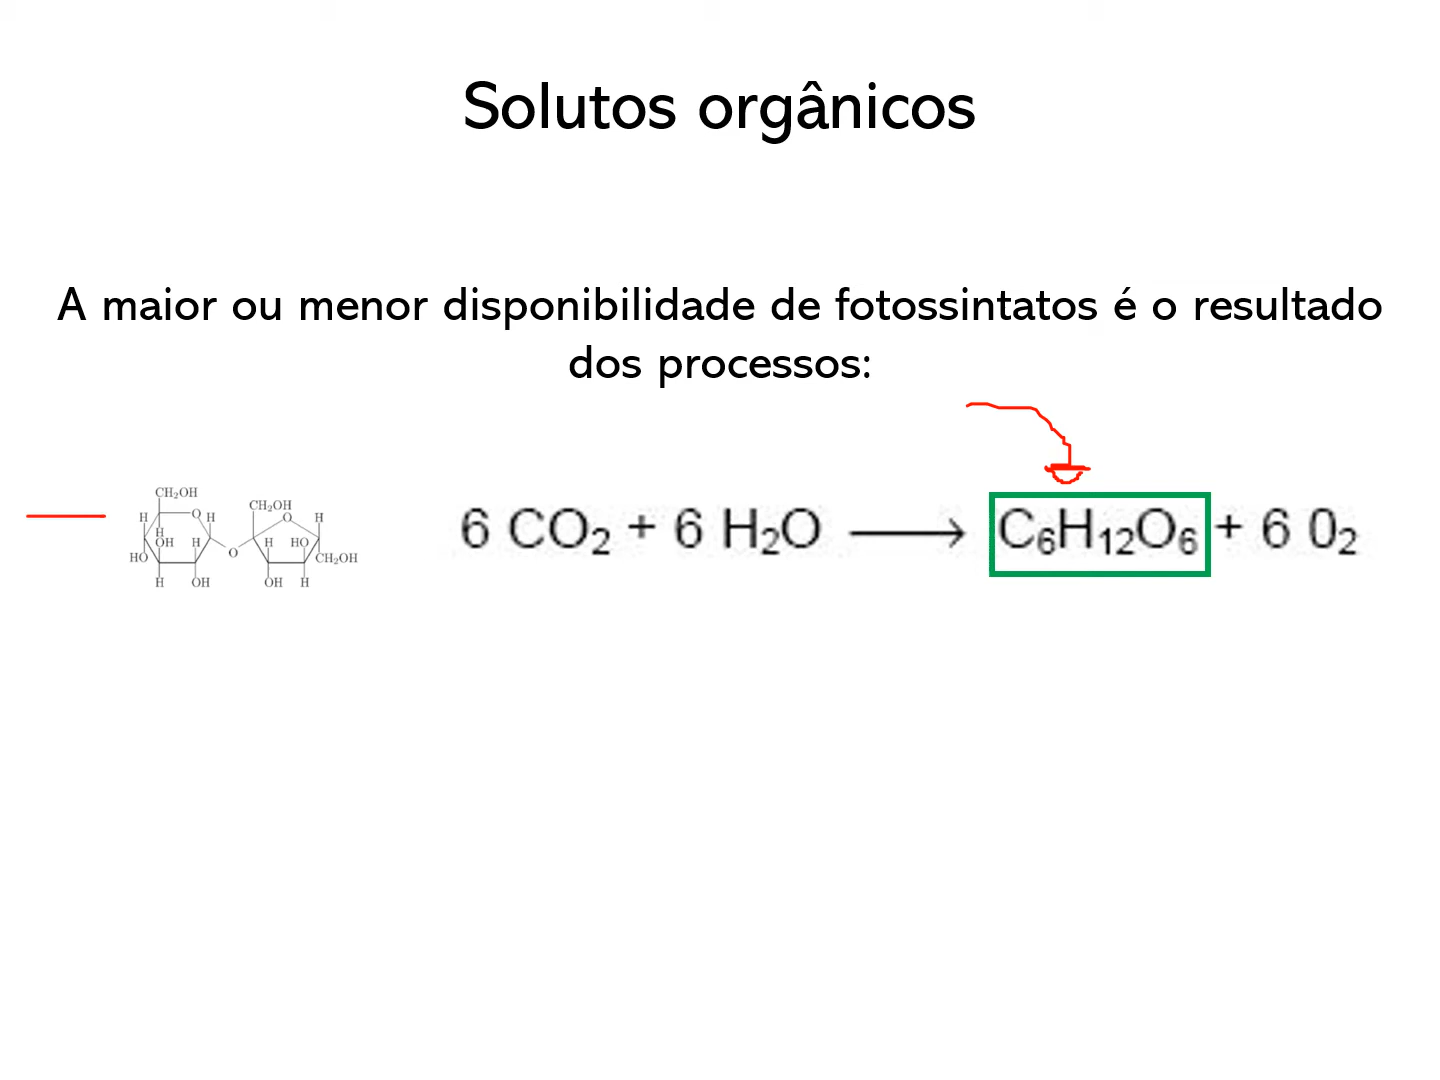 Solutos orgânicos
A maior ou menor disponibilidade de fotossintatos é o resultado
dos processos:
CH₂OH
CH₂OH
H O H O H
H
OH H H HO
HO O CH₂OH
H OH OH H
6 CO₂ + 6 H₂O ⟶ C₆H₁₂O₆ + 6 0₂